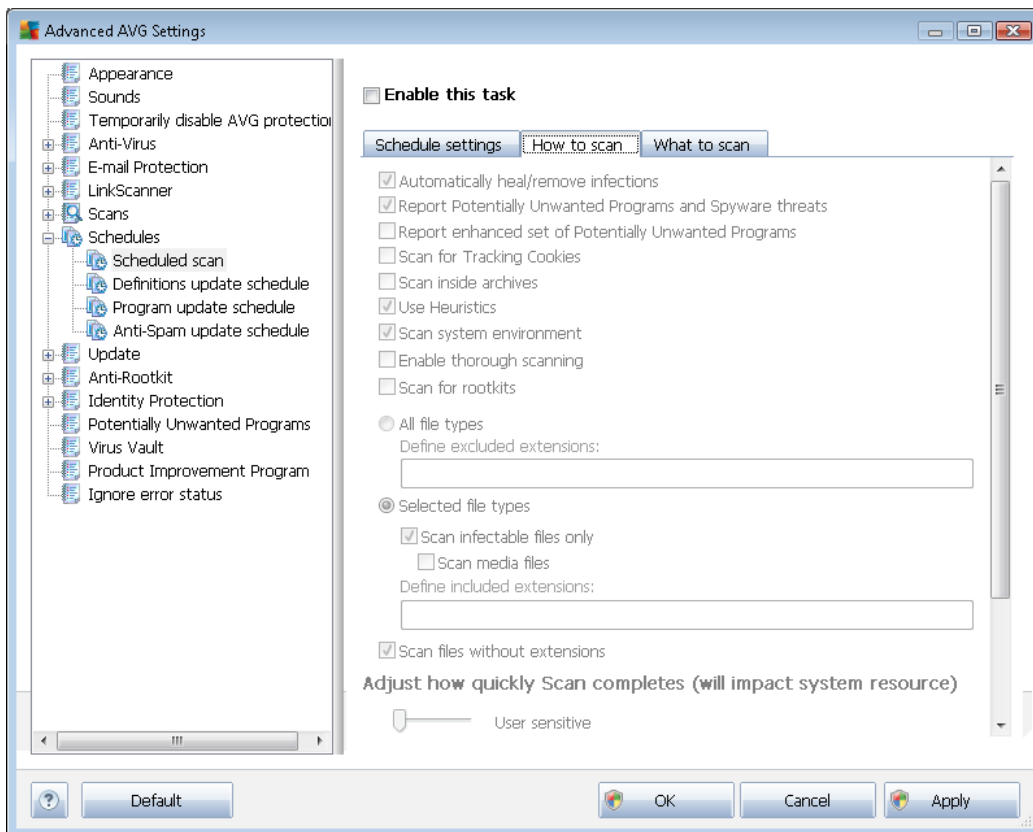 Advanced AVG Settings
Appearance
Sounds
Temporarily disable AVG protection
Anti-Virus
E-mail Protection
LinkScanner
Scans
Schedules
Scheduled scan
Definitions update schedule
Program update schedule
Anti-Spam update schedule
Update
Anti-Rootkit
Identity Protection
Potentially Unwanted Programs
Virus Vault
Product Improvement Program
Ignore error status
Enable this task
Schedule settings How to scan What to scan
Automatically heal/remove infections
Report Potentially Unwanted Programs and Spyware threats
Report enhanced set of Potentially Unwanted Programs
Scan for Tracking Cookies
Scan inside archives
Use Heuristics
Scan system environment
Enable thorough scanning
Scan for rootkits
All file types
Define excluded extensions:
Selected file types
Scan infectable files only
Scan media files
Define included extensions:
Scan files without extensions
Adjust how quickly Scan completes (will impact system resource)
User sensitive
? Default OK Cancel Apply